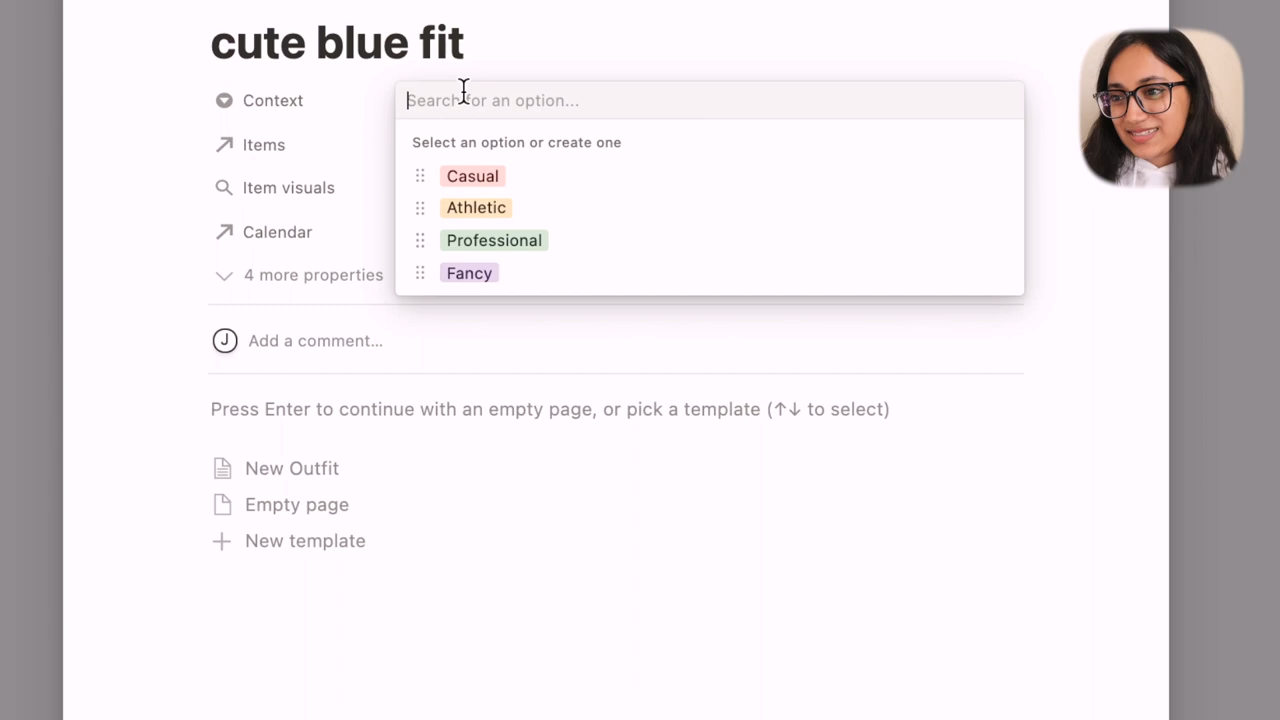 cute blue fit
Context
Search for an option...
Select an option or create one
Items
Casual
Item visuals
Athletic
Calendar
Professional
4 more properties
Fancy
J
Add a comment...
Press Enter to continue with an empty page, or pick a template (↑↓ to select)
New Outfit
Empty page
New template